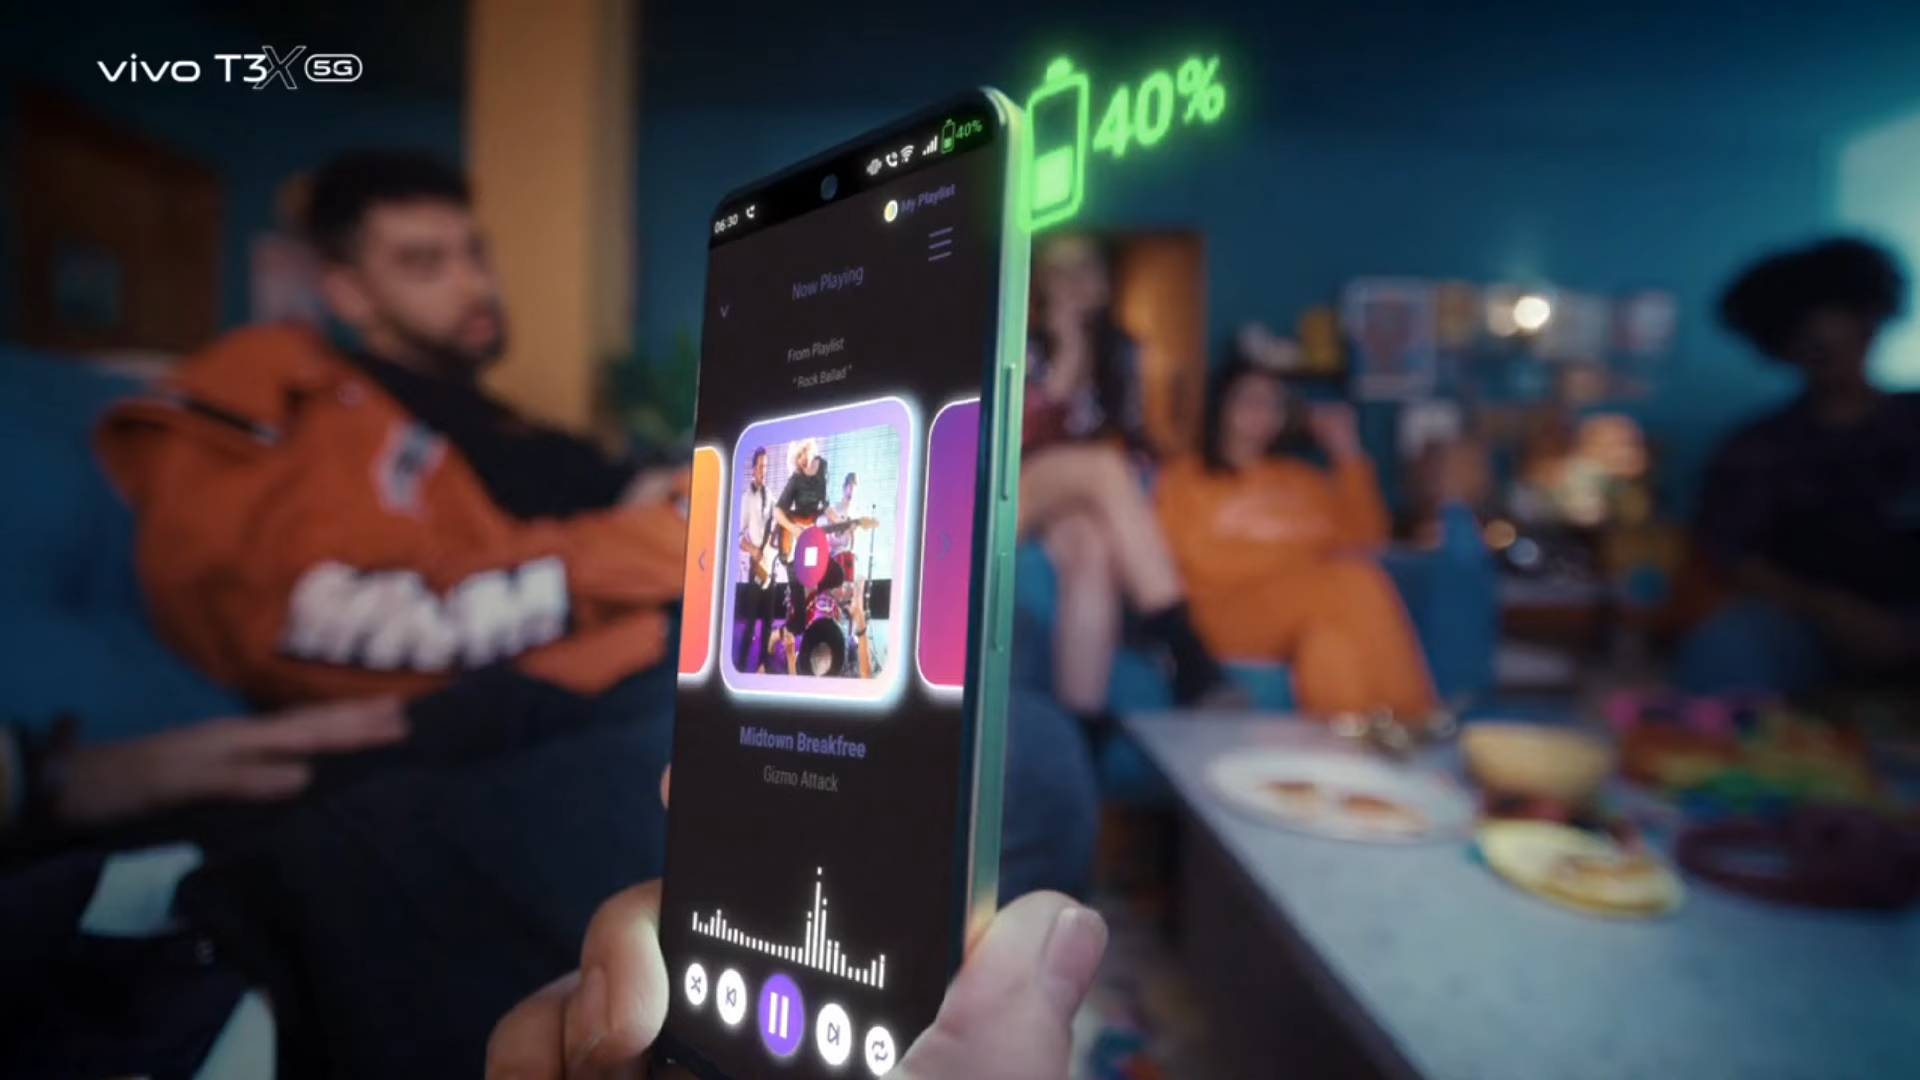 vivo T3X 5G
40%
06:30
40%
My Playlist
Now Playing
From Playlist
"Rock Ballad"
Midtown Breakfree
Gizmo Attack